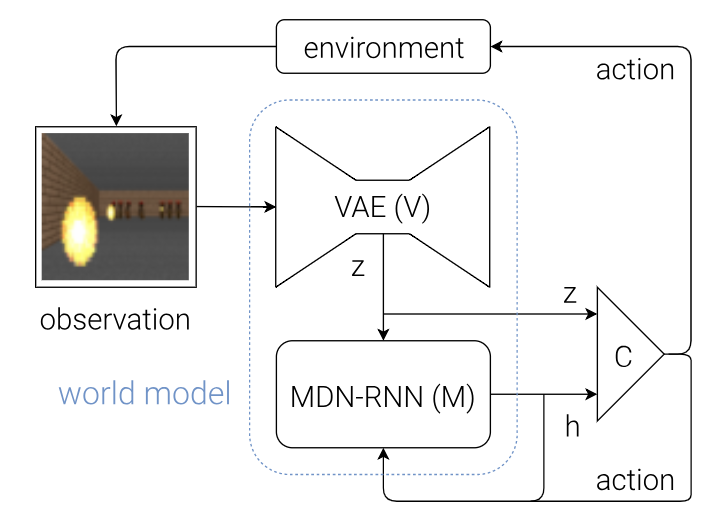 environment
action
VAE (V)
z
z
observation
C
world model
MDN-RNN (M)
h
action